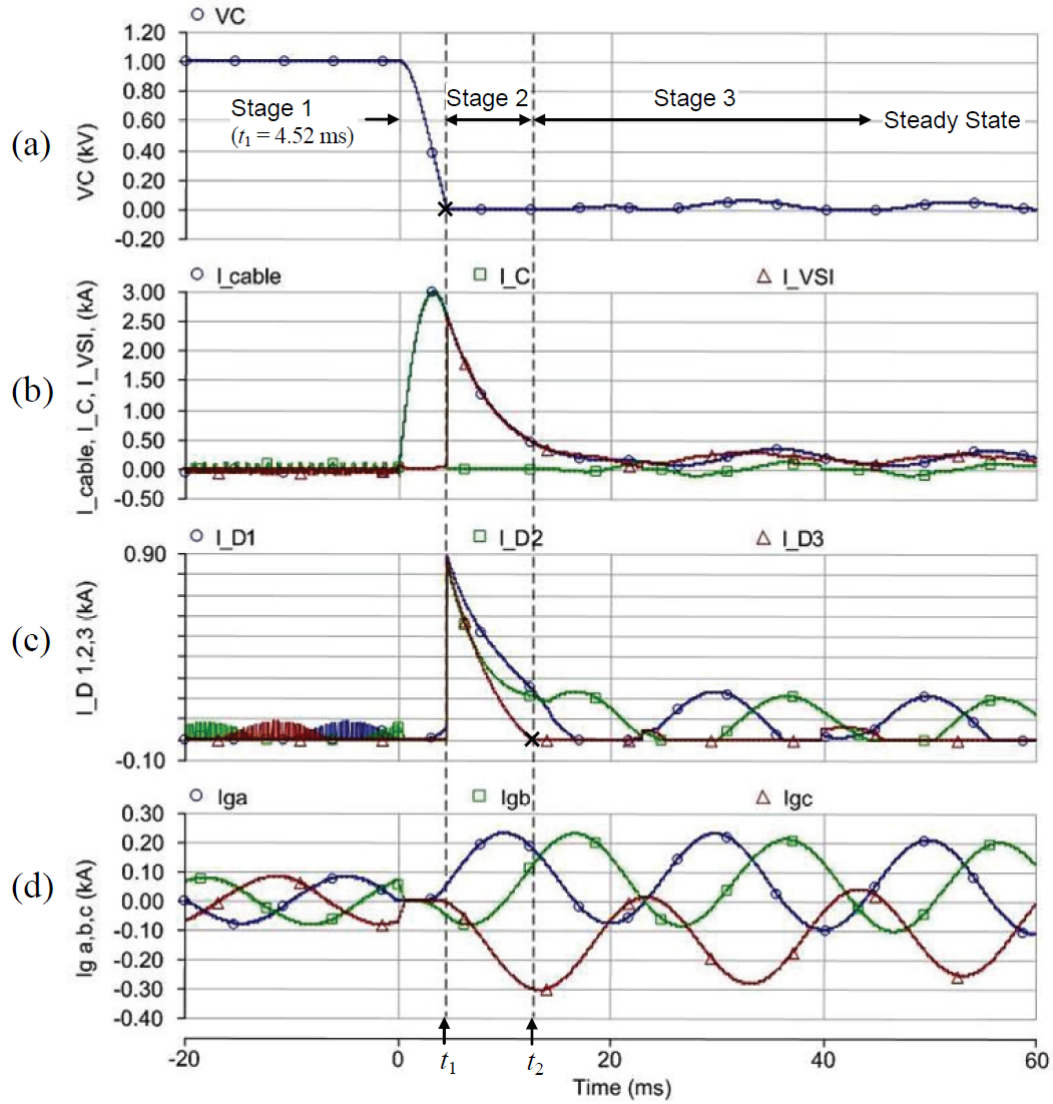 VC
1.20
1.00
0.80
0.60
0.40
0.20
0.00
-0.20
VC (kV)
(a)
Stage 1
(t1 = 4.52 ms)
Stage 2
Stage 3
Steady State
I_cable
I_C
I_VSI
3.00
2.50
2.00
1.50
1.00
0.50
0.00
-0.50
I_cable, I_C, I_VSI, (kA)
(b)
I_D1
I_D2
I_D3
0.90
-0.10
I_D 1,2,3 (kA)
(c)
Iga
Igb
Igc
0.30
0.20
0.10
0.00
-0.10
-0.20
-0.30
-0.40
Ig a,b,c (kA)
(d)
-20 0 t1 t2 20 40 60
Time (ms)